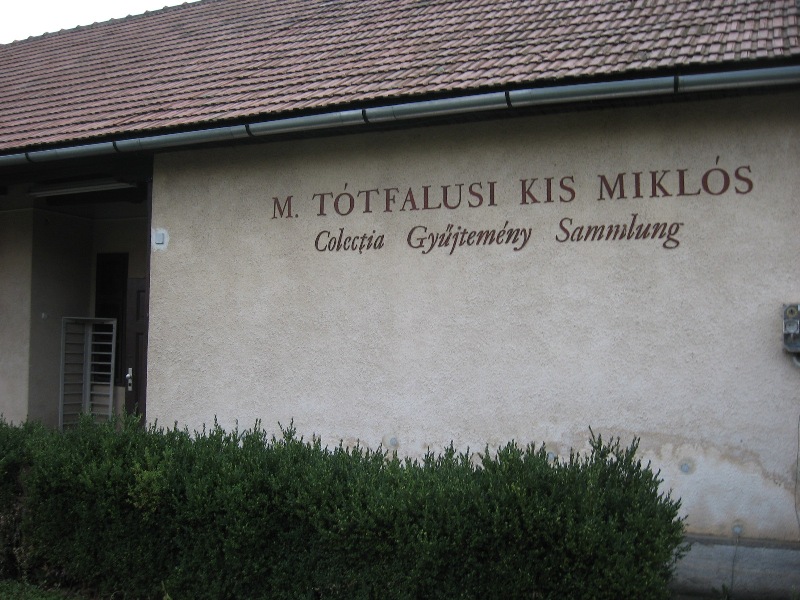 M. TÓTFALUSI KIS MIKLÓS
Colecția Gyűjtemény Sammlung